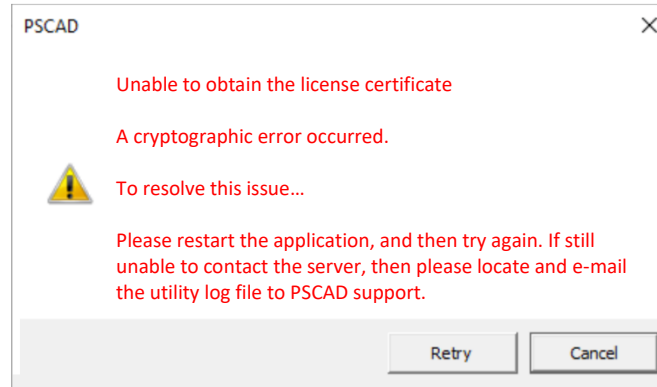 PSCAD
Unable to obtain the license certificate
A cryptographic error occurred.
To resolve this issue…
Please restart the application, and then try again. If still
unable to contact the server, then please locate and e-mail
the utility log file to PSCAD support.
Retry
Cancel